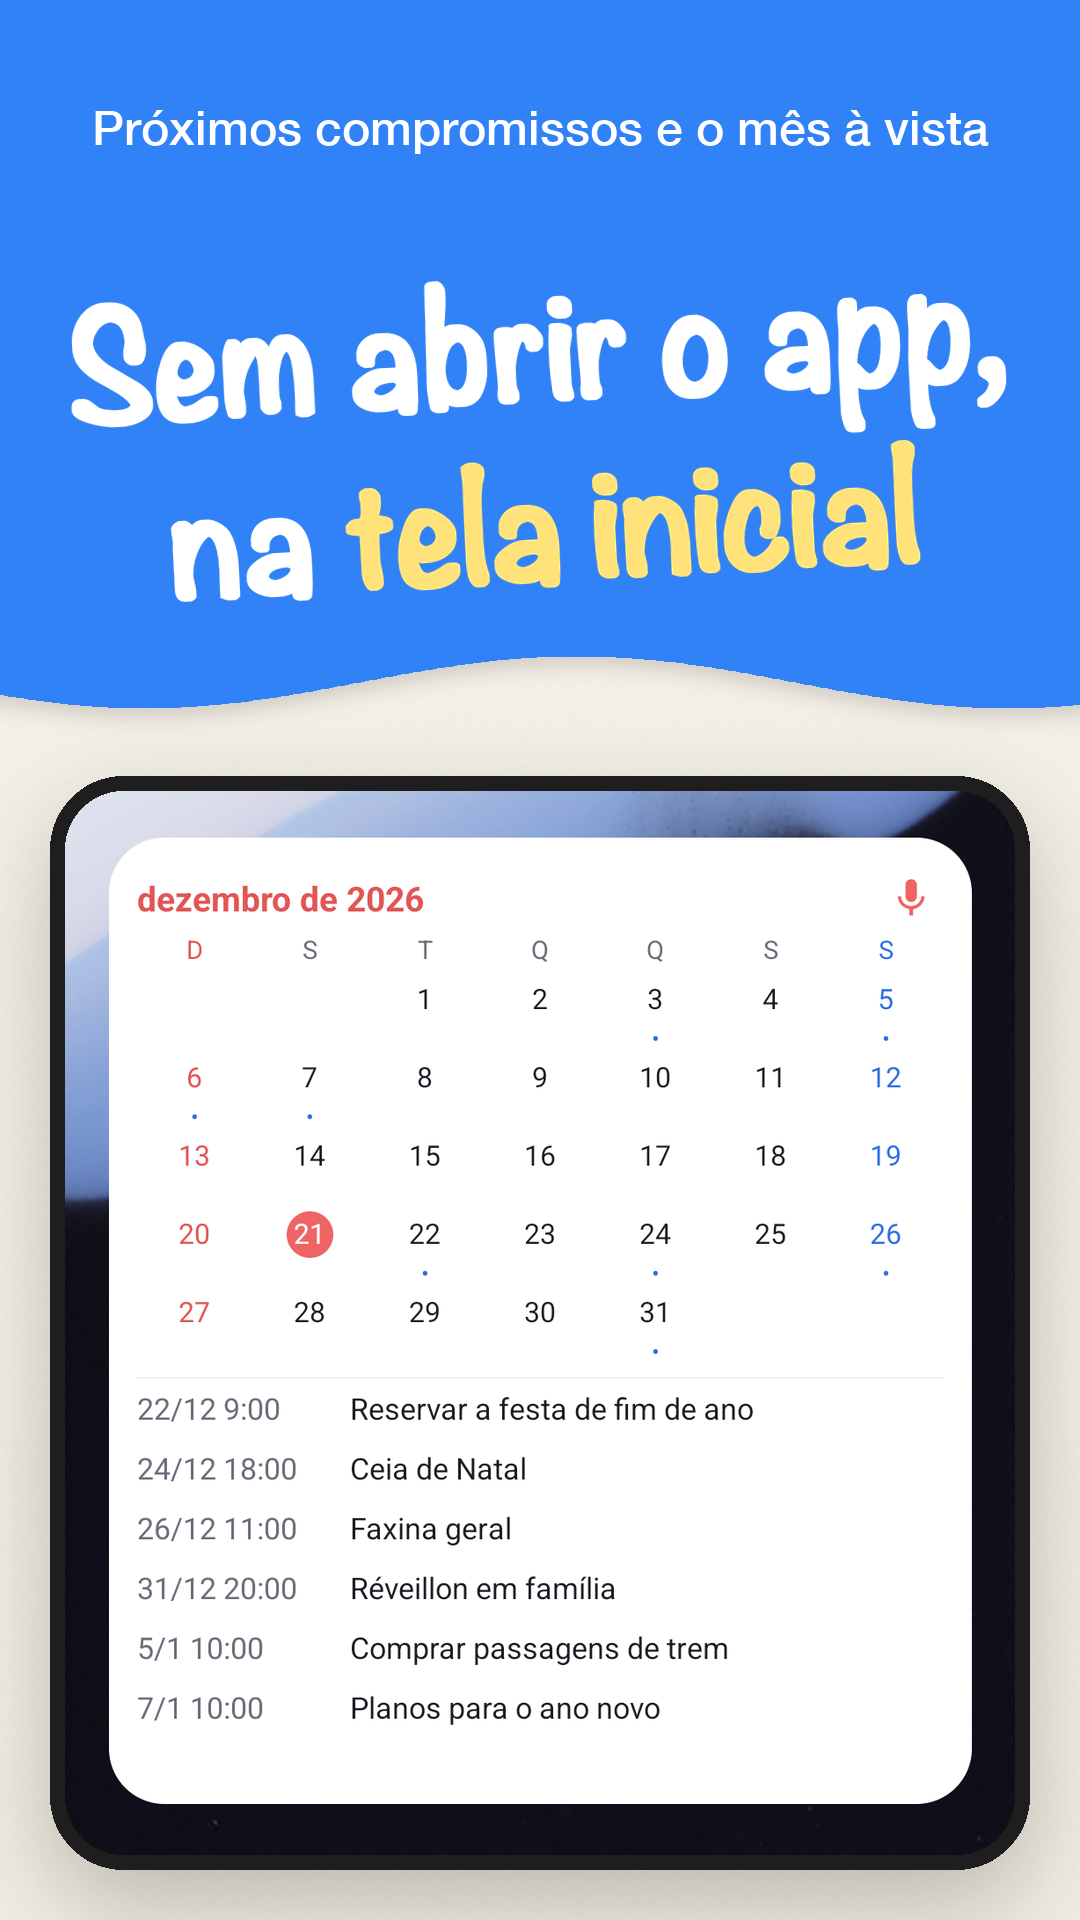 Próximos compromissos e o mês à vista
Sem abrir o app,
na tela inicial
dezembro de 2026
D S T Q Q S S
1 2 3 4 5
6 7 8 9 10 11 12
13 14 15 16 17 18 19
20 21 22 23 24 25 26
27 28 29 30 31
22/12 9:00 Reservar a festa de fim de ano
24/12 18:00 Ceia de Natal
26/12 11:00 Faxina geral
31/12 20:00 Réveillon em família
5/1 10:00 Comprar passagens de trem
7/1 10:00 Planos para o ano novo